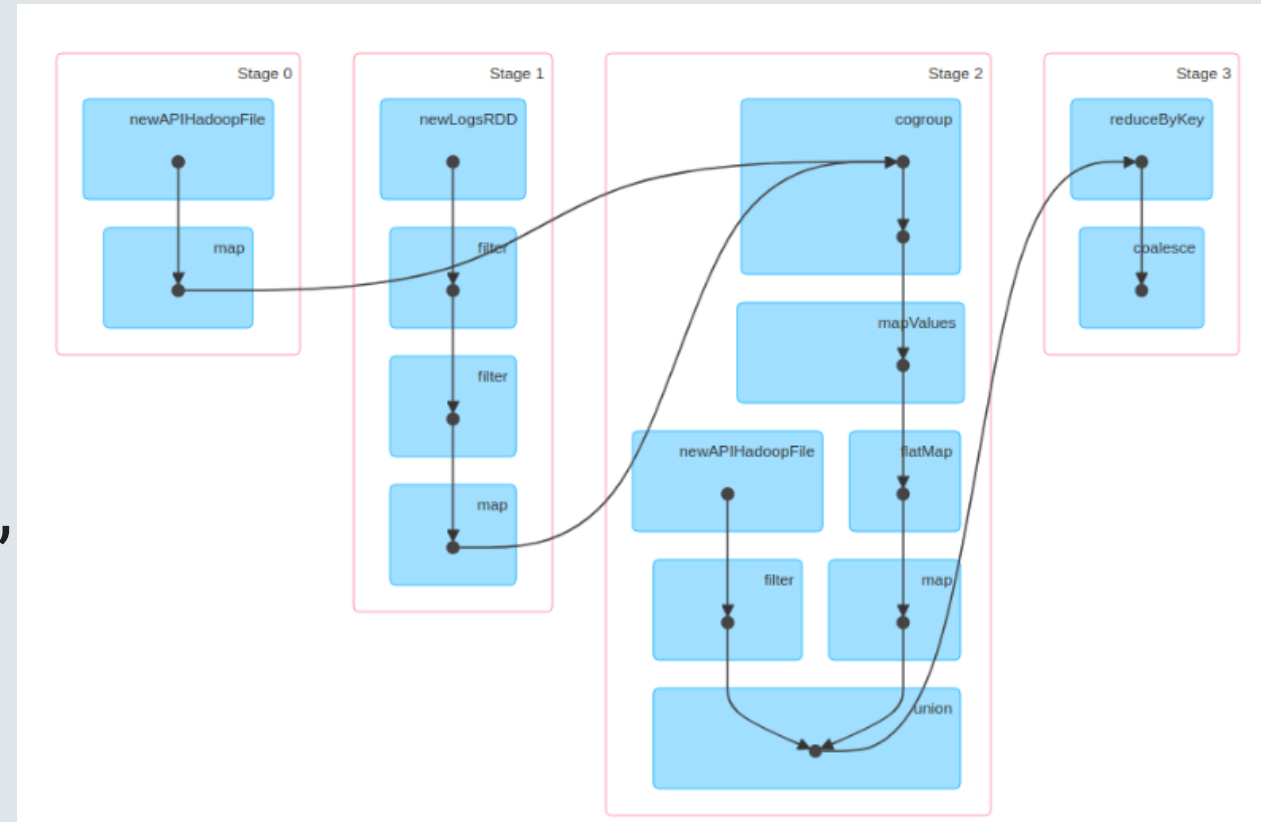 Stage 0
newAPIHadoopFile
map
Stage 1
newLogsRDD
filter
filter
map
Stage 2
cogroup
mapValues
newAPIHadoopFile
flatMap
filter
map
union
Stage 3
reduceByKey
coalesce
,